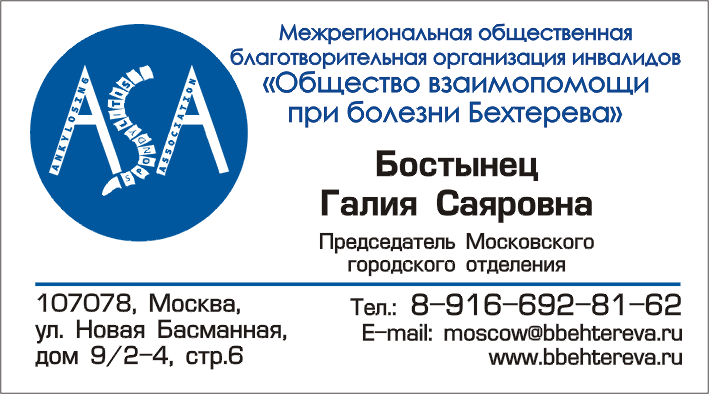 ASA
ANKYLOSING
SPONDYLITIS
ASSOCIATION
Межрегиональная общественная
благотворительная организация инвалидов
«Общество взаимопомощи
при болезни Бехтерева»
Бостынец
Галия Саяровна
Председатель Московского
городского отделения
107078, Москва,
ул. Новая Басманная,
дом 9/2-4, стр.6
Тел.: 8-916-692-81-62
E-mail: moscow@bbehtereva.ru
www.bbehtereva.ru